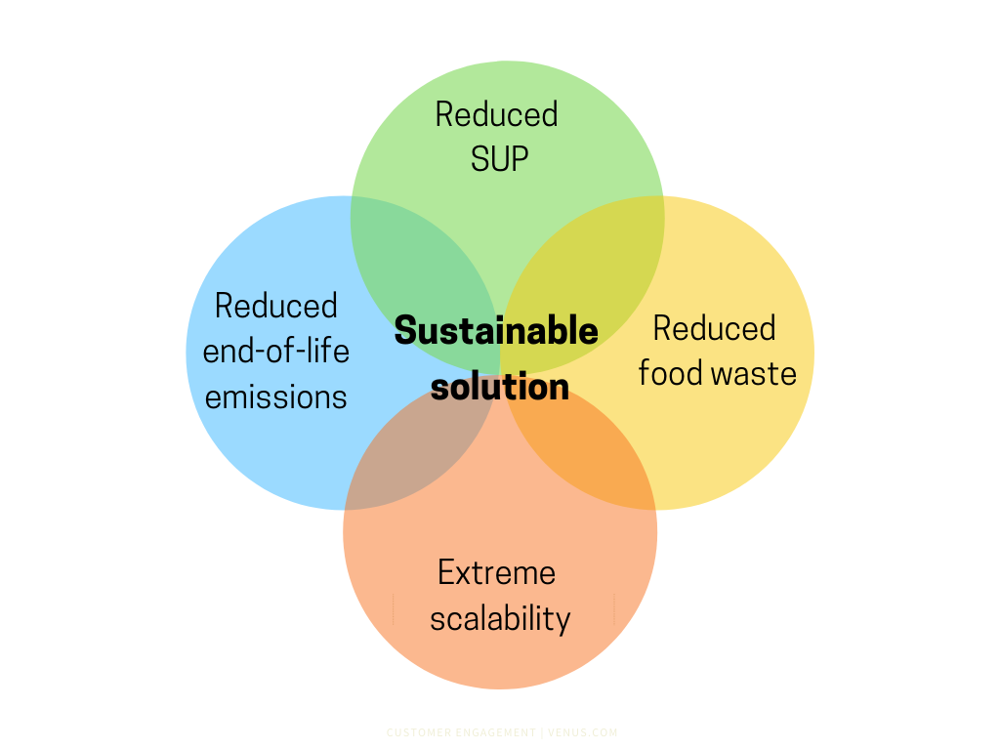 Reduced
SUP
Reduced
end-of-life
emissions
Sustainable
solution
Reduced
food waste
Extreme
scalability
CUSTOMER ENGAGEMENT | VENUS.COM